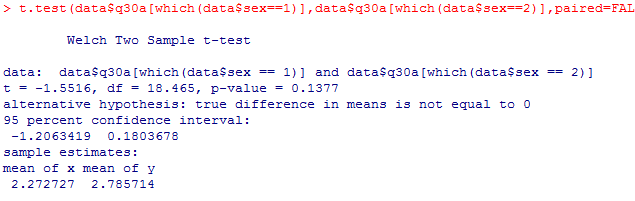 > t.test(data$q30a[which(data$sex==1)],data$q30a[which(data$sex==2)],paired=FAL
Welch Two Sample t-test
data:  data$q30a[which(data$sex == 1)] and data$q30a[which(data$sex == 2)]
t = -1.5516, df = 18.465, p-value = 0.1377
alternative hypothesis: true difference in means is not equal to 0
95 percent confidence interval:
 -1.2063419  0.1803678
sample estimates:
mean of x mean of y
 2.272727  2.785714